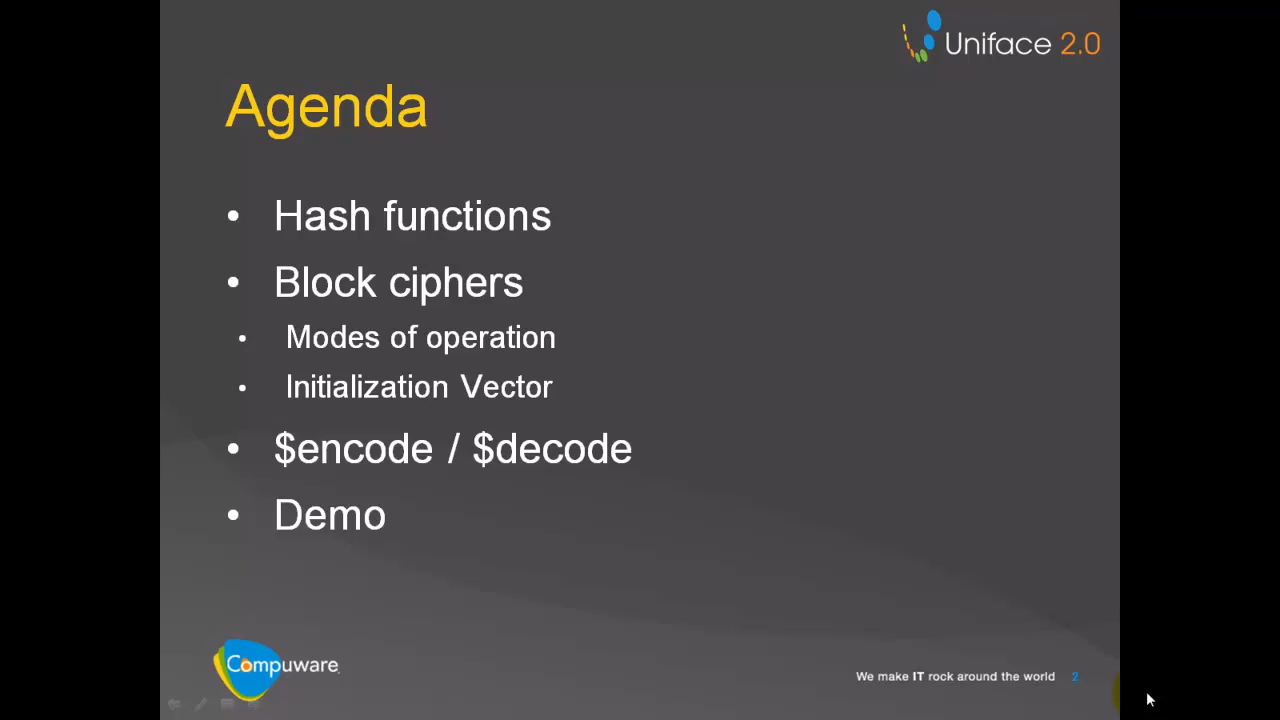 Uniface 2.0
Agenda
• Hash functions
• Block ciphers
• Modes of operation
• Initialization Vector
• $encode / $decode
• Demo
Compuware
We make IT rock around the world 2